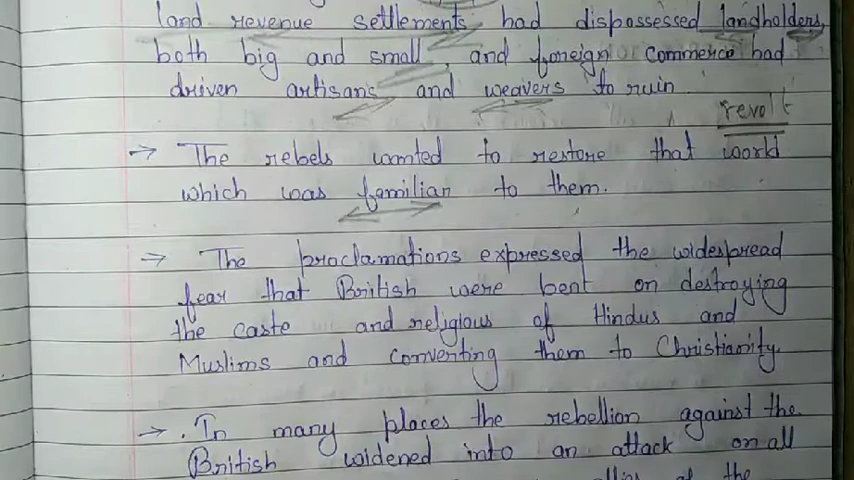 land revenue settlements had dispossessed landholders,
both big and small, and foreign commerce had
driven artisans and weavers to ruin
revolt
→ The rebels wanted to restore that world
which was familian to them.
→ The proclamations expressed the widespread
fear that British were bent on destroying
the caste and religious of Hindus and
Muslims and converting them to Christianity.
→ . In many places the rebellion against the
British widened into an attack on all
of the